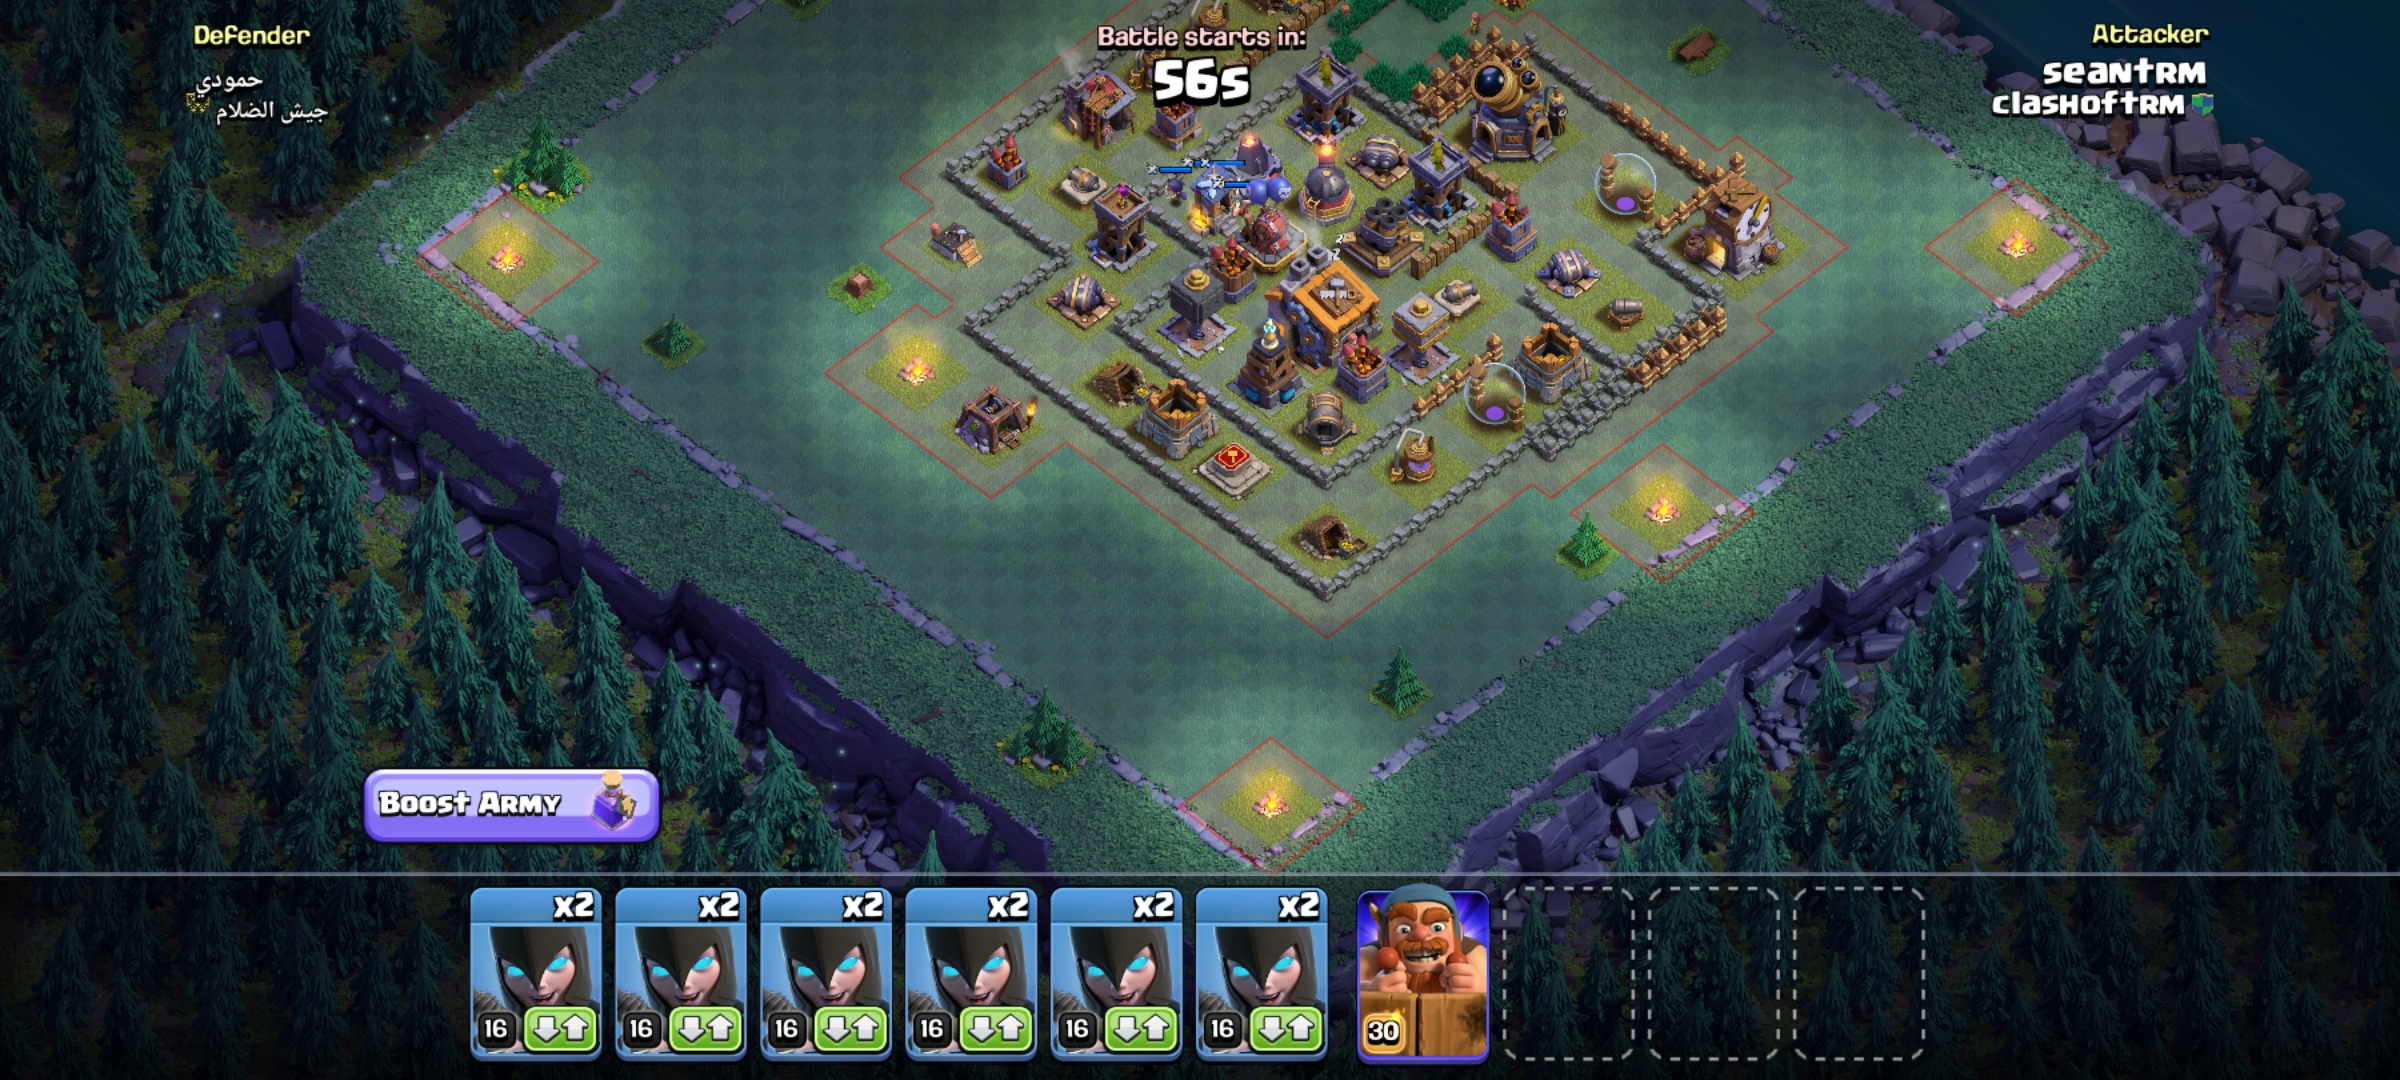 Defender
حمودي
جيش الضلام
Battle starts in:
56s
Attacker
seantRM
clashoftRM
Boost Army
x2 x2 x2 x2 x2 x2
16 16 16 16 16 16 30